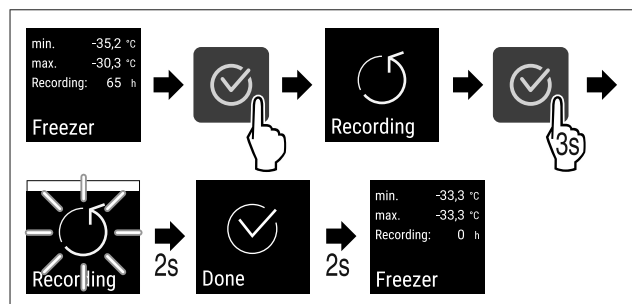 min. -35,2 °C
max. -30,3 °C
Recording: 65 h
Freezer
Recording
3s
Recording
2s
Done
2s
min. -33,3 °C
max. -33,3 °C
Recording: 0 h
Freezer